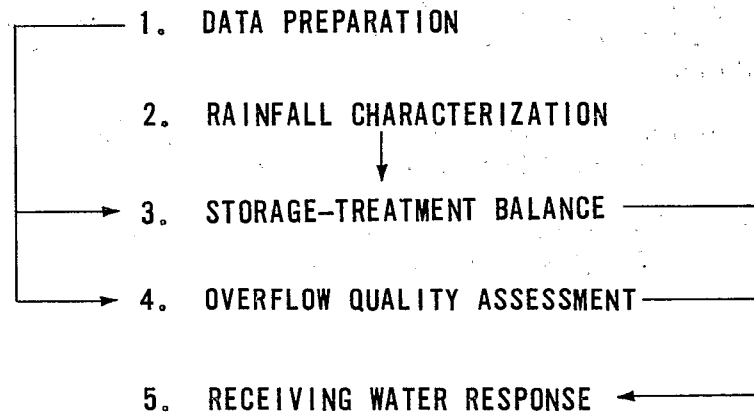 1. DATA PREPARATION
2. RAINFALL CHARACTERIZATION
3. STORAGE-TREATMENT BALANCE
4. OVERFLOW QUALITY ASSESSMENT
5. RECEIVING WATER RESPONSE